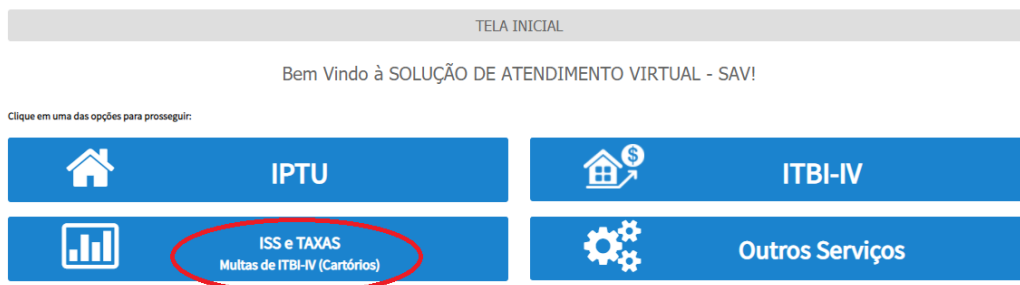 TELA INICIAL
Bem Vindo à SOLUÇÃO DE ATENDIMENTO VIRTUAL - SAV!
Clique em uma das opções para prosseguir:
IPTU
ITBI-IV
ISS e TAXAS
Multas de ITBI-IV (Cartórios)
Outros Serviços